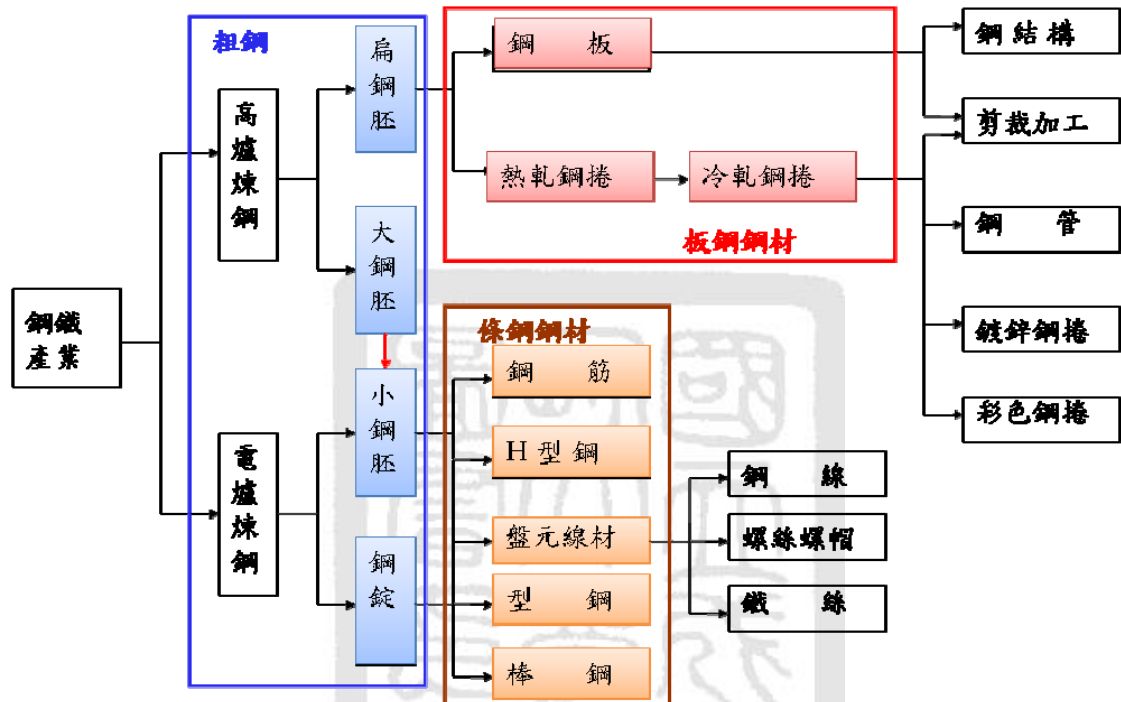 粗鋼
扁鋼胚
鋼板
鋼結構
高爐煉鋼
剪裁加工
熱軋鋼捲
冷軋鋼捲
大鋼胚
鋼管
板鋼鋼材
鋼鐵產業
條鋼鋼材
鍍鋅鋼捲
小鋼胚
鋼筋
彩色鋼捲
電爐煉鋼
H型鋼
鋼線
盤元線材
螺絲螺帽
鋼錠
型鋼
鐵絲
棒鋼